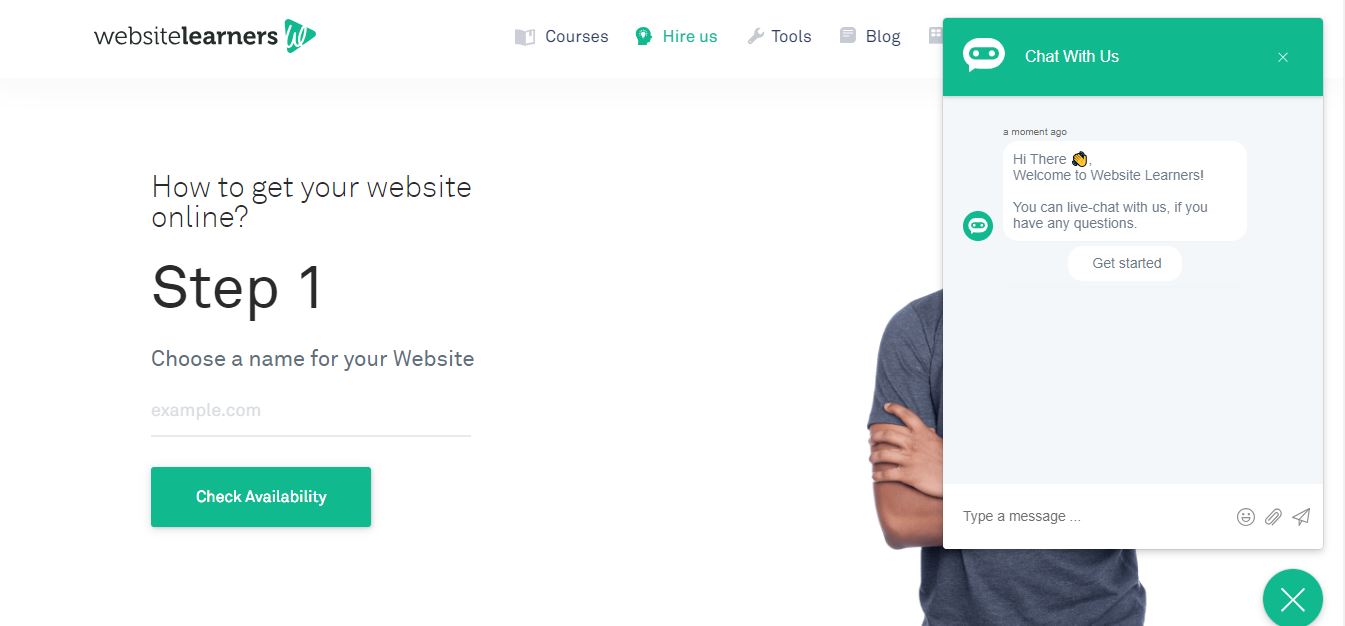 websitelearners
Courses
Hire us
Tools
Blog
How to get your website
online?
Step 1
Choose a name for your Website
example.com
Check Availability
Chat With Us
a moment ago
Hi There 👏,
Welcome to Website Learners!
You can live-chat with us, if you
have any questions.
Get started
Type a message ...